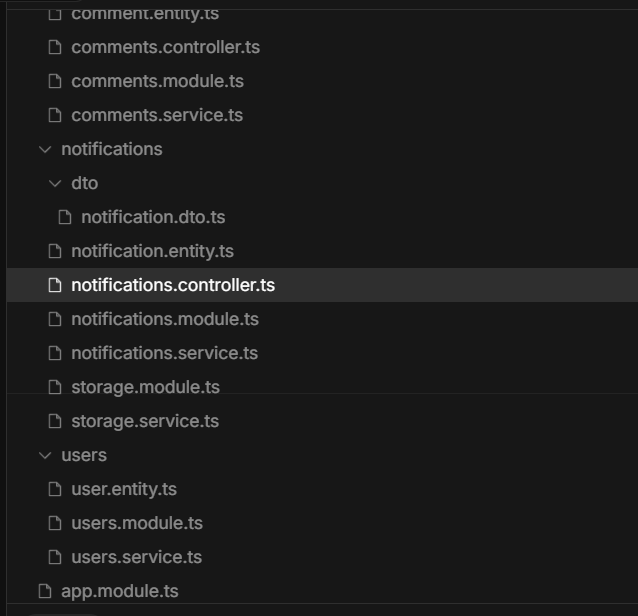 comment.entity.ts
comments.controller.ts
comments.module.ts
comments.service.ts
notifications
dto
notification.dto.ts
notification.entity.ts
notifications.controller.ts
notifications.module.ts
notifications.service.ts
storage.module.ts
storage.service.ts
users
user.entity.ts
users.module.ts
users.service.ts
app.module.ts